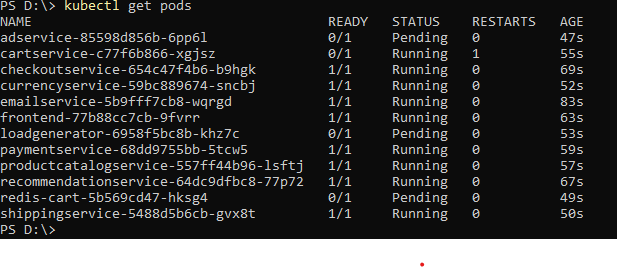 PS D:\> kubectl get pods
NAME READY STATUS RESTARTS AGE
adservice-85598d856b-6pp6l 0/1 Pending 0 47s
cartservice-c77f6b866-xgjsz 0/1 Running 1 55s
checkoutservice-654c47f4b6-b9hgk 1/1 Running 0 69s
currencyservice-59bc889674-sncbj 1/1 Running 0 52s
emailservice-5b9fff7cb8-wqrgd 1/1 Running 0 83s
frontend-77b88cc7cb-9fvrr 1/1 Running 0 63s
loadgenerator-6958f5bc8b-khz7c 0/1 Pending 0 53s
paymentservice-68dd9755bb-5tcw5 1/1 Running 0 59s
productcatalogservice-557ff44b96-lsftj 1/1 Running 0 57s
recommendationservice-64dc9dfbc8-77p72 1/1 Running 0 67s
redis-cart-5b569cd47-hksg4 0/1 Pending 0 49s
shippingservice-5488d5b6cb-gvx8t 1/1 Running 0 50s
PS D:\>